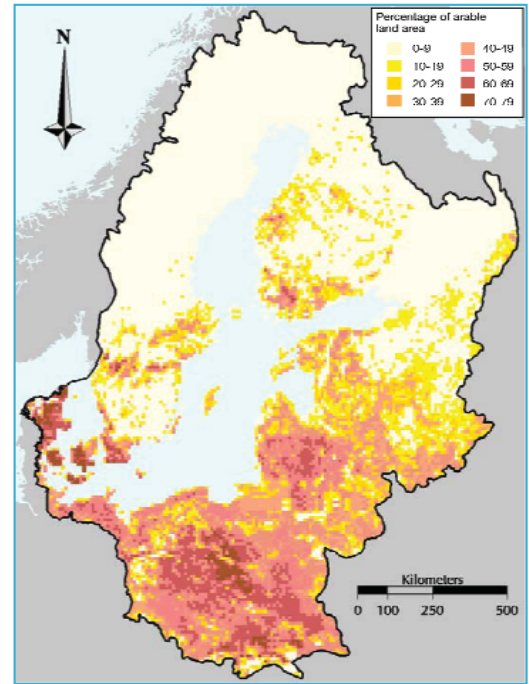 N
Percentage of arable
land area
0-9
10-19
20-29
30-39
40-49
50-59
60-69
70-79
Kilometers
0 100 250 500